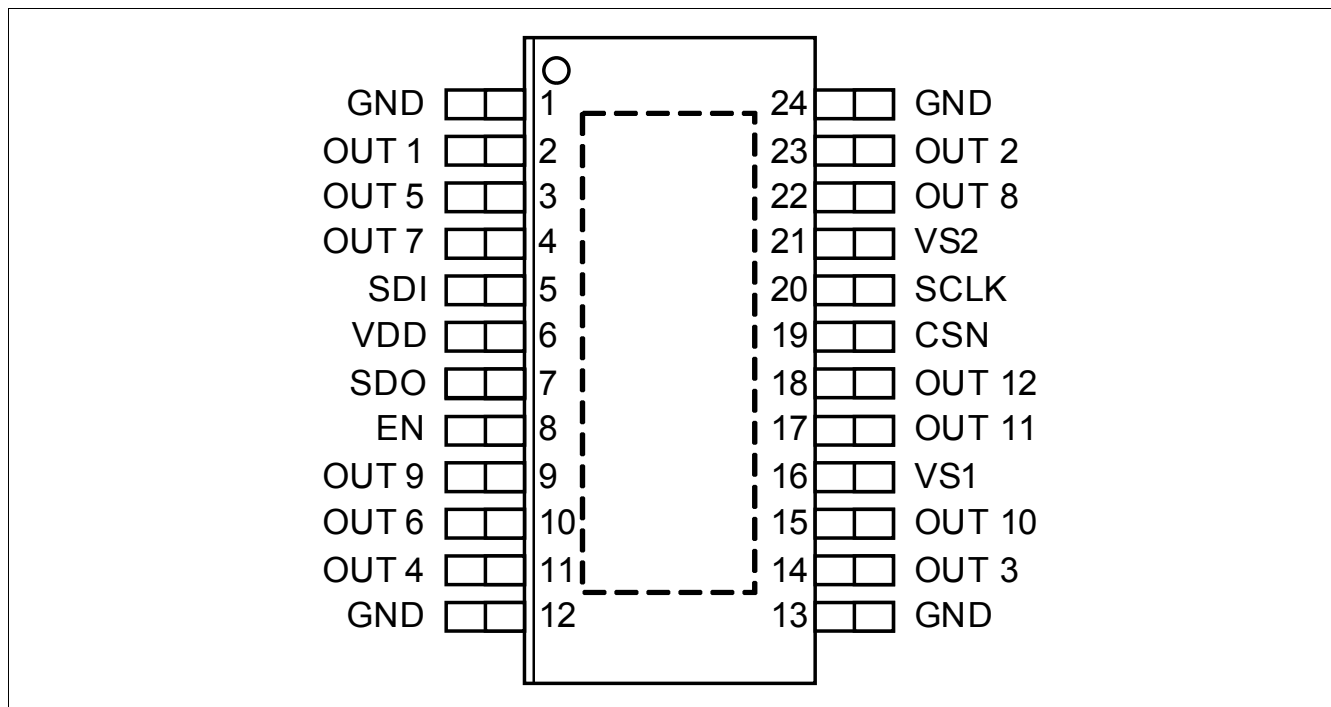 GND 1 24 GND
OUT 1 2 23 OUT 2
OUT 5 3 22 OUT 8
OUT 7 4 21 VS2
SDI 5 20 SCLK
VDD 6 19 CSN
SDO 7 18 OUT 12
EN 8 17 OUT 11
OUT 9 9 16 VS1
OUT 6 10 15 OUT 10
OUT 4 11 14 OUT 3
GND 12 13 GND